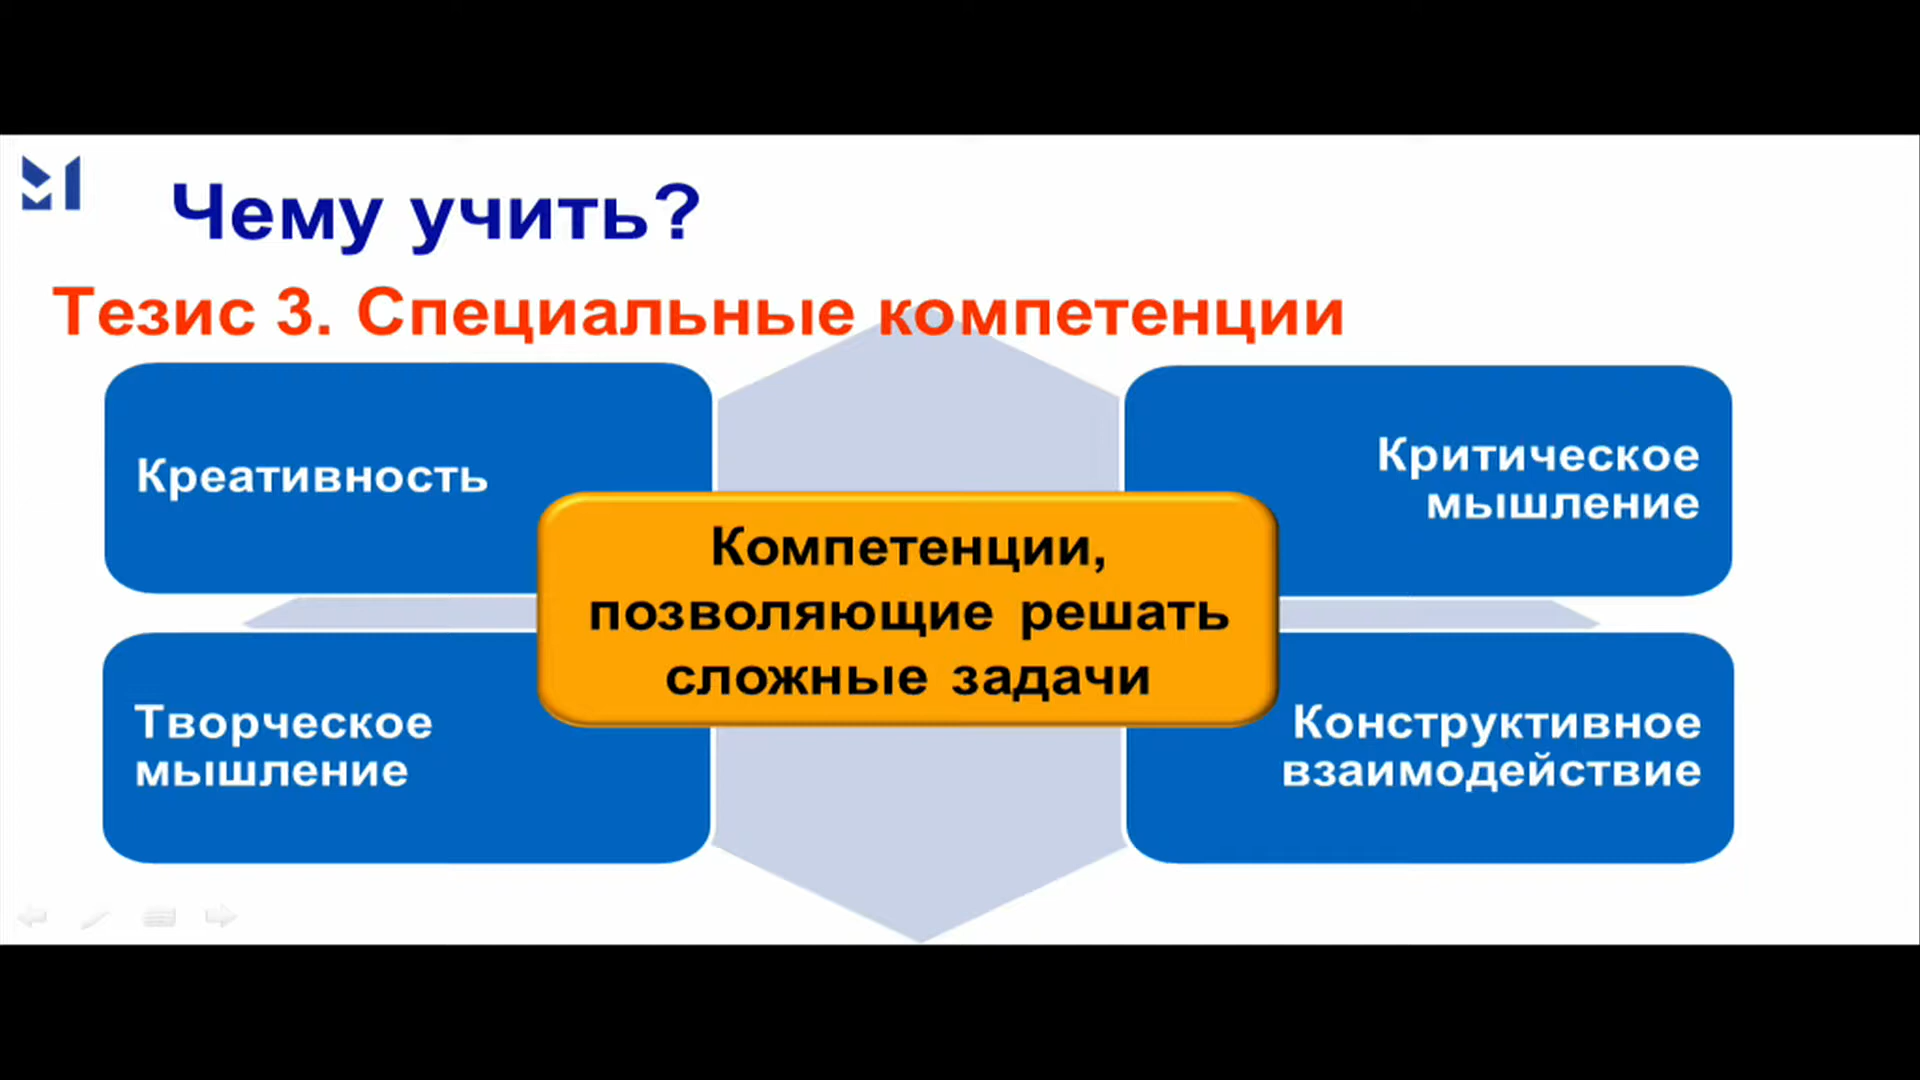 Чему учить?
Тезис 3. Специальные компетенции
Креативность
Критическое
мышление
Компетенции,
позволяющие решать
сложные задачи
Творческое
мышление
Конструктивное
взаимодействие